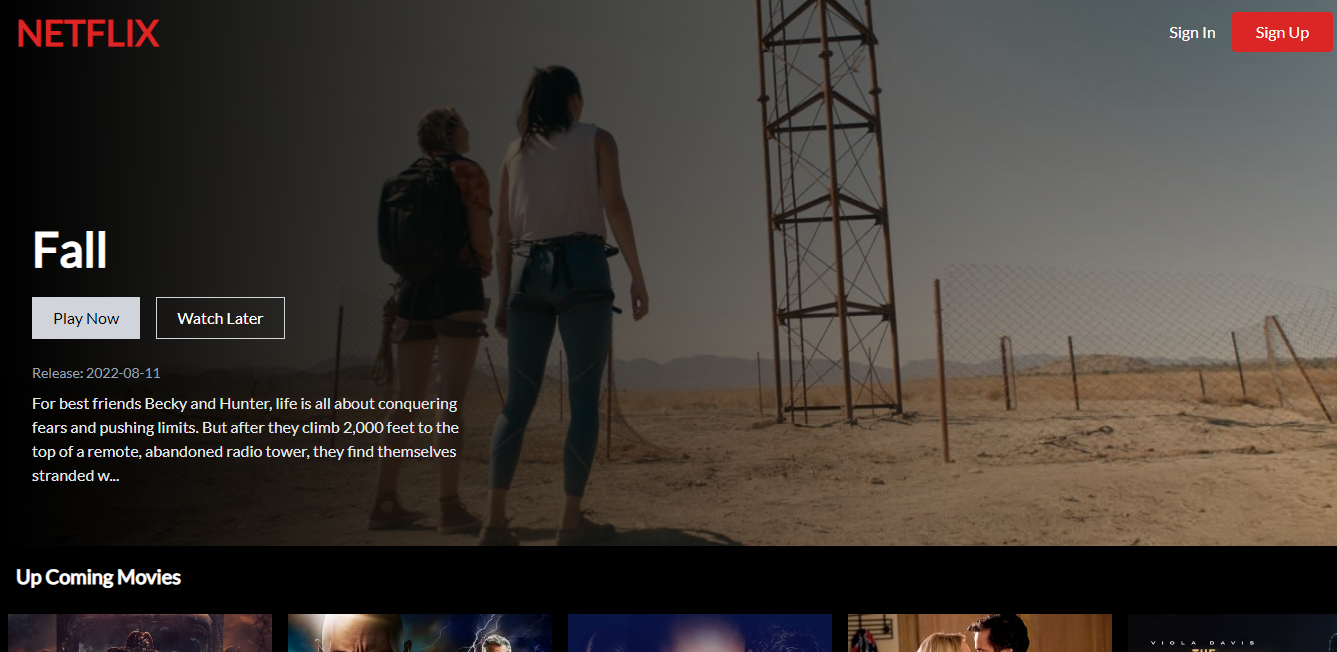 NETFLIX
Sign In
Sign Up
Fall
Play Now
Watch Later
Release: 2022-08-11
For best friends Becky and Hunter, life is all about conquering
fears and pushing limits. But after they climb 2,000 feet to the
top of a remote, abandoned radio tower, they find themselves
stranded w...
Up Coming Movies
VIOLA DAVIS
THE